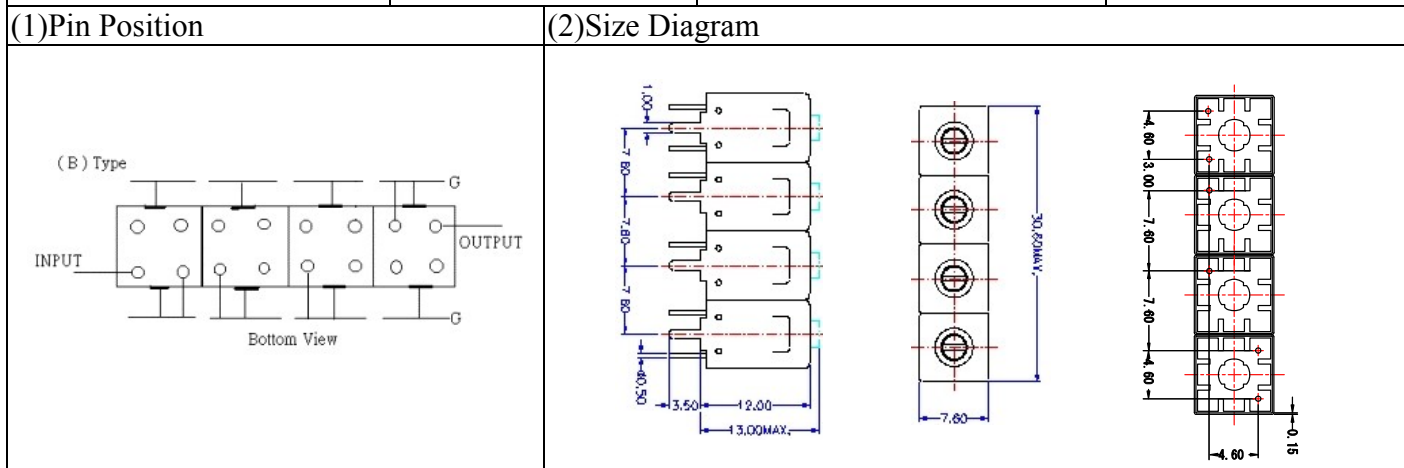 (1)Pin Position
(2)Size Diagram
(B) Type
G
OUTPUT
INPUT
G
Bottom View
1.00
7.60
7.60
7.60
Φ0.50
3.50
12.00
13.00MAX.
30.60MAX.
7.60
4.60
3.00
7.60
7.60
4.60
0.15
4.60